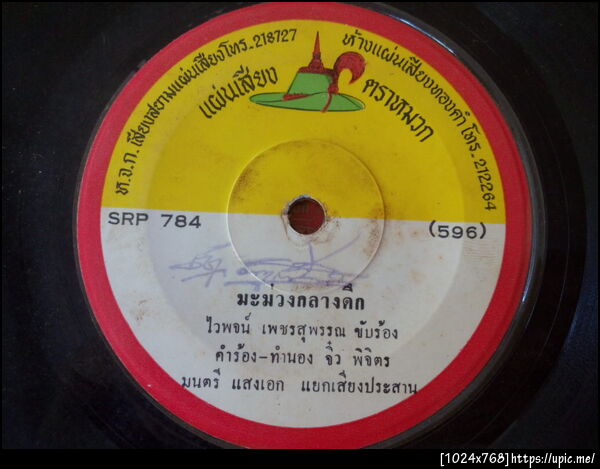 ห.จ.ก. เสียงสยามแผ่นเสียงโทร. 218727
ห้างแผ่นเสียงทองคำ โทร. 212264
แผ่นเสียง
ตราหมวก
SRP 784
(596)
มะม่วงกลางดึก
ไวพจน์ เพชรสุพรรณ ขับร้อง
คำร้อง-ทำนอง จิ๋ว พิจิตร
มนตรี แสงเอก แยกเสียงประสาน
[1024x768]https://upic.me/